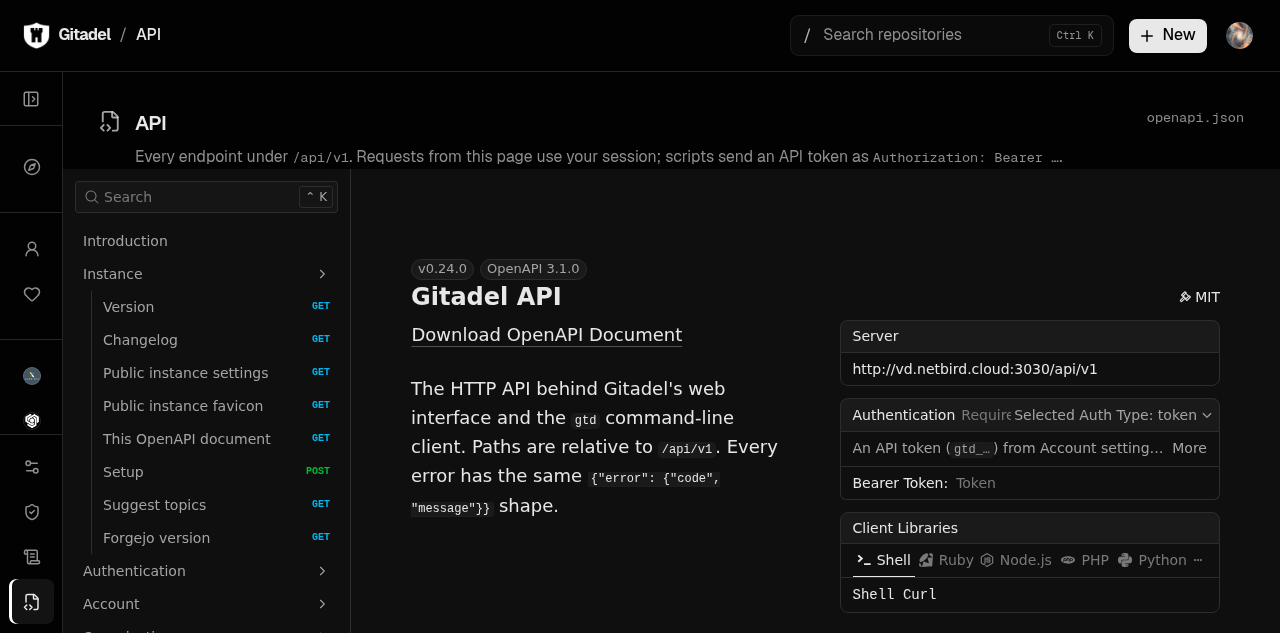 Gitadel / API
/ Search repositories Ctrl K
+ New
API
openapi.json
Every endpoint under /api/v1. Requests from this page use your session; scripts send an API token as Authorization: Bearer ….
Search ⌃ K
Introduction
Instance
Version GET
Changelog GET
Public instance settings GET
Public instance favicon GET
This OpenAPI document GET
Setup POST
Suggest topics GET
Forgejo version GET
Authentication
Account
v0.24.0 OpenAPI 3.1.0
Gitadel API
MIT
Download OpenAPI Document
The HTTP API behind Gitadel's web
interface and the gtd command-line
client. Paths are relative to /api/v1. Every
error has the same {"error": {"code",
"message"}} shape.
Server
http://vd.netbird.cloud:3030/api/v1
Authentication Require Selected Auth Type: token
An API token (gtd_…) from Account setting… More
Bearer Token: Token
Client Libraries
Shell Ruby Node.js PHP Python ···
Shell Curl